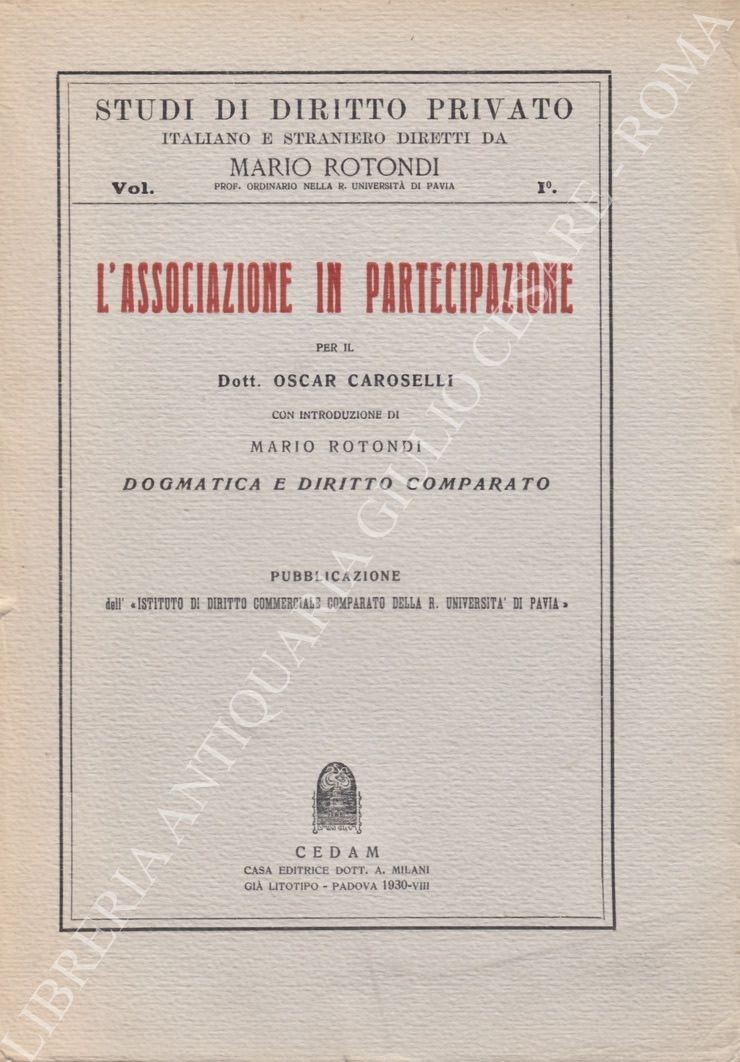 STUDI DI DIRITTO PRIVATO
ITALIANO E STRANIERO DIRETTI DA
MARIO ROTONDI
Vol. PROF. ORDINARIO NELLA R. UNIVERSITÀ DI PAVIA I⁰.
L'ASSOCIAZIONE IN PARTECIPAZIONE
PER IL
Dott. OSCAR CAROSELLI
CON INTRODUZIONE DI
MARIO ROTONDI
DOGMATICA E DIRITTO COMPARATO
PUBBLICAZIONE
dell' «ISTITUTO DI DIRITTO COMMERCIALE COMPARATO DELLA R. UNIVERSITA' DI PAVIA»
CEDAM
CASA EDITRICE DOTT. A. MILANI
GIÀ LITOTIPO - PADOVA 1930-VIII
LIBRERIA ANTIQUARIA GIULIO CESARE - ROMA